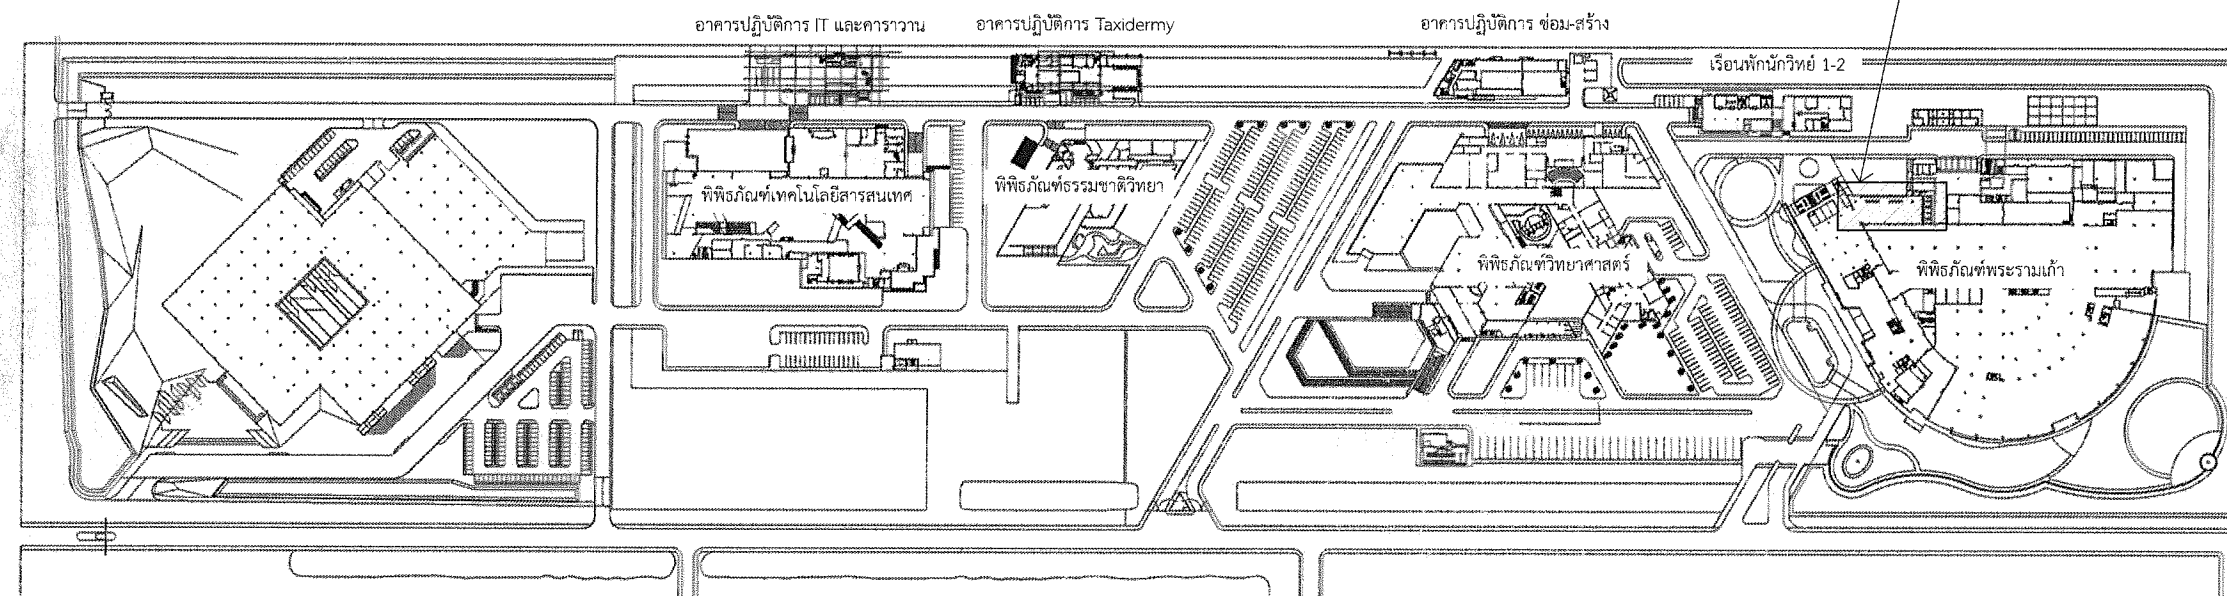 อาคารปฏิบัติการ IT และคาราวาน
อาคารปฏิบัติการ Taxidermy
อาคารปฏิบัติการ ซ่อม-สร้าง
เรือนพักนักวิทย์ 1-2
พิพิธภัณฑ์เทคโนโลยีสารสนเทศ
พิพิธภัณฑ์ธรรมชาติวิทยา
พิพิธภัณฑ์วิทยาศาสตร์
พิพิธภัณฑ์พระรามเก้า